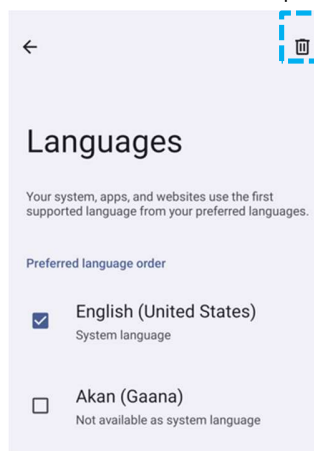 Languages
Your system, apps, and websites use the first
supported language from your preferred languages.
Preferred language order
English (United States)
System language
Akan (Gaana)
Not available as system language